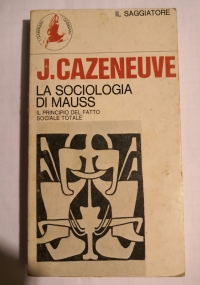 IL SAGGIATORE
J. CAZENEUVE
LA SOCIOLOGIA
DI MAUSS
IL PRINCIPIO DEL FATTO
SOCIALE TOTALE